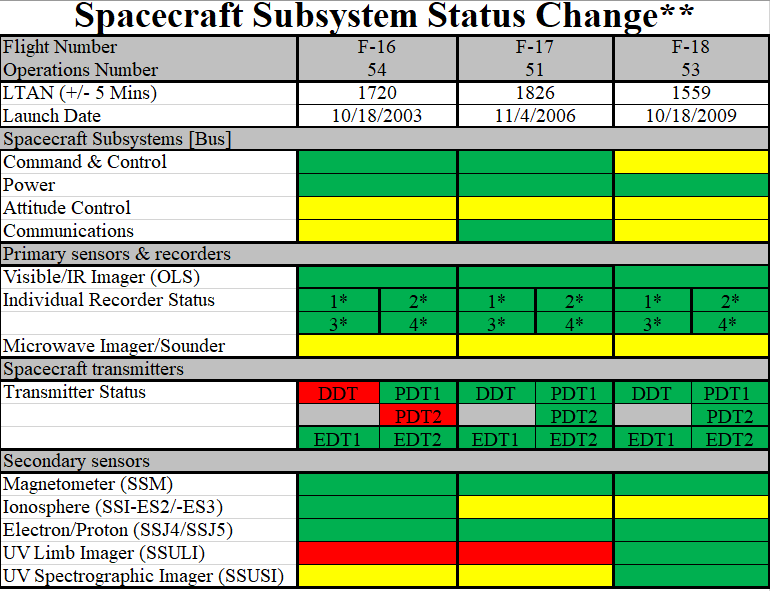 Spacecraft Subsystem Status Change**
Flight Number F-16 F-17 F-18
Operations Number 54 51 53
LTAN (+/- 5 Mins) 1720 1826 1559
Launch Date 10/18/2003 11/4/2006 10/18/2009
Spacecraft Subsystems [Bus]
Command & Control
Power
Attitude Control
Communications
Primary sensors & recorders
Visible/IR Imager (OLS)
Individual Recorder Status 1* 2* 1* 2* 1* 2*
3* 4* 3* 4* 3* 4*
Microwave Imager/Sounder
Spacecraft transmitters
Transmitter Status DDT PDT1 DDT PDT1 DDT PDT1
PDT2 PDT2 PDT2
EDT1 EDT2 EDT1 EDT2 EDT1 EDT2
Secondary sensors
Magnetometer (SSM)
Ionosphere (SSI-ES2/-ES3)
Electron/Proton (SSJ4/SSJ5)
UV Limb Imager (SSULI)
UV Spectrographic Imager (SSUSI)